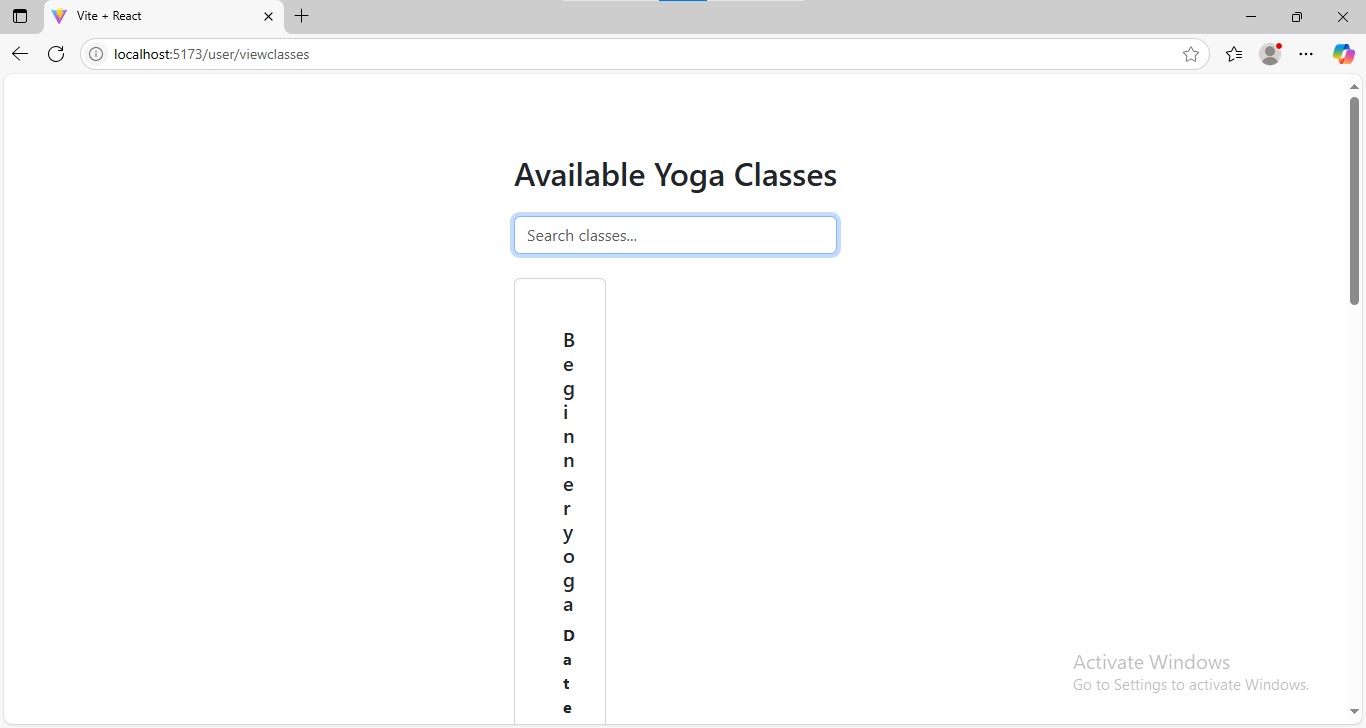 Vite + React
localhost:5173/user/viewclasses
Available Yoga Classes
Search classes...
B
e
g
i
n
n
e
r
y
o
g
a
D
a
t
e
Activate Windows
Go to Settings to activate Windows.